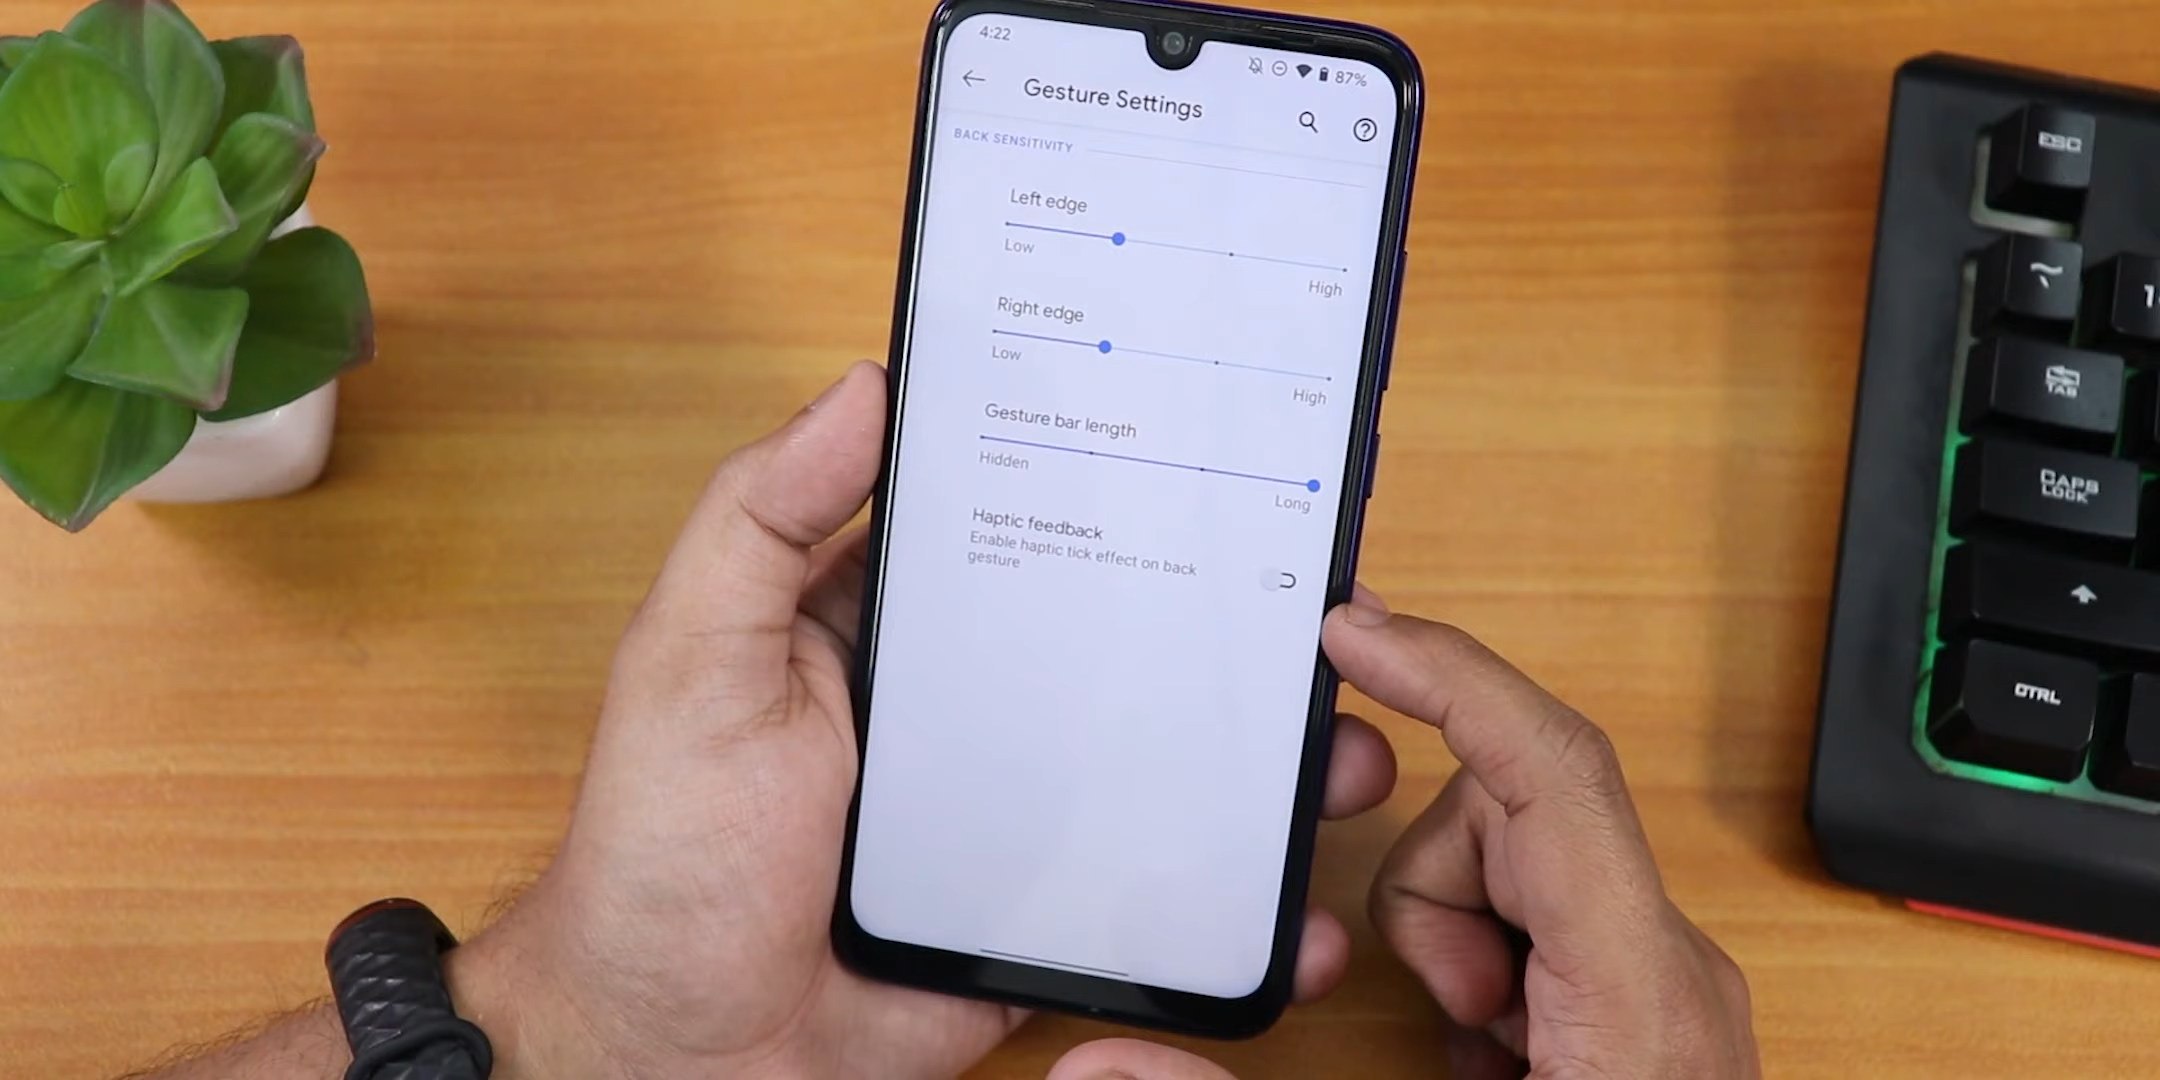 4:22
87%
Gesture Settings
BACK SENSITIVITY
Left edge
Low
High
Right edge
Low
High
Gesture bar length
Hidden
Long
Haptic feedback
Enable haptic tick effect on back
gesture
ESC
~
1
TAB
CAPS
LOCK
CTRL